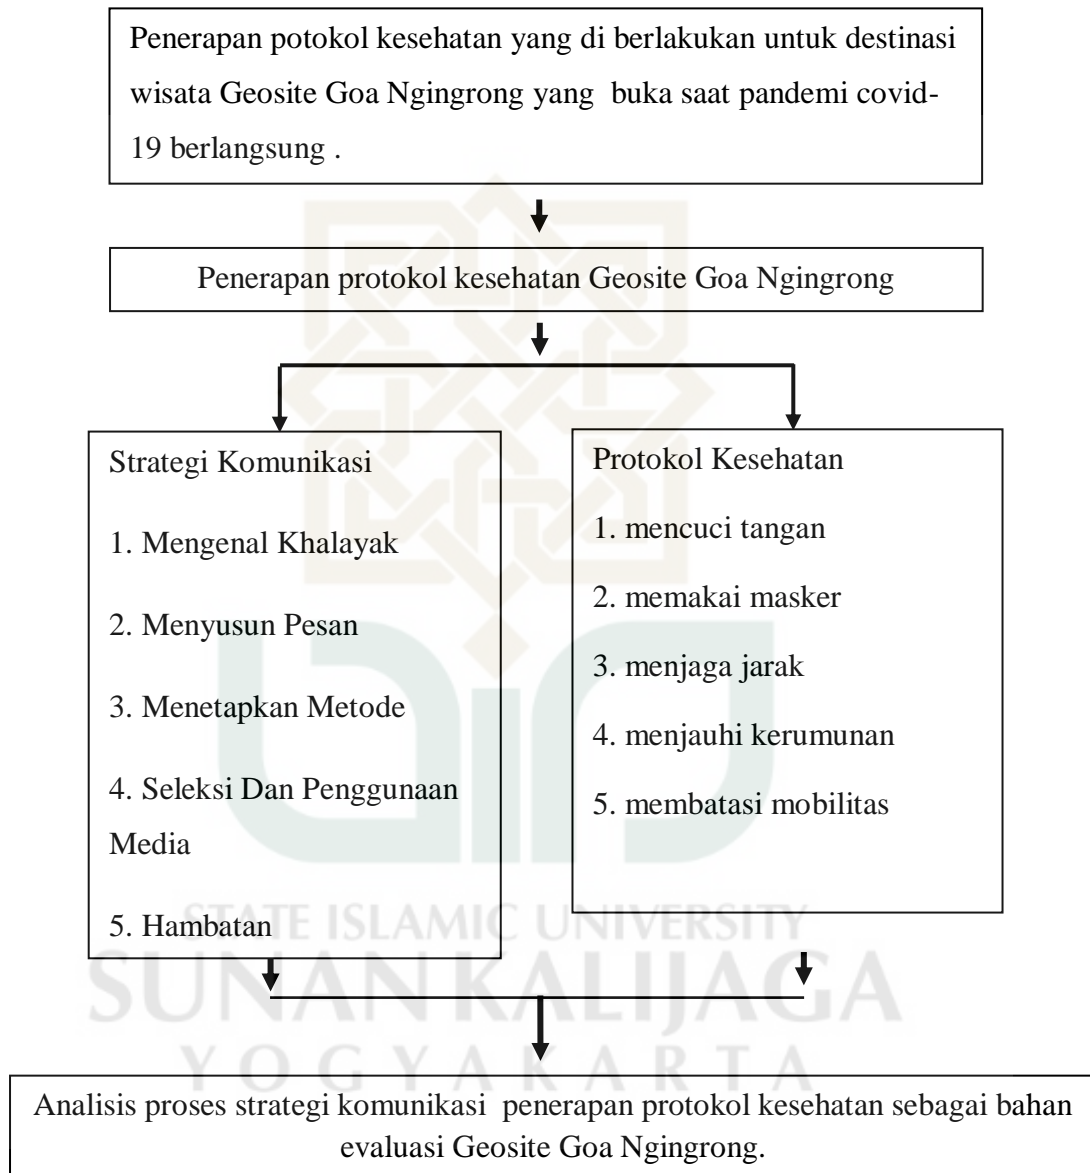 Penerapan potokol kesehatan yang di berlakukan untuk destinasi
wisata Geosite Goa Ngingrong yang buka saat pandemi covid-
19 berlangsung .
Penerapan protokol kesehatan Geosite Goa Ngingrong
Strategi Komunikasi
1. Mengenal Khalayak
2. Menyusun Pesan
3. Menetapkan Metode
4. Seleksi Dan Penggunaan
Media
5. Hambatan
Protokol Kesehatan
1. mencuci tangan
2. memakai masker
3. menjaga jarak
4. menjauhi kerumunan
5. membatasi mobilitas
STATE ISLAMIC UNIVERSITY
SUNAN KALIJAGA
YOGYAKARTA
Analisis proses strategi komunikasi penerapan protokol kesehatan sebagai bahan
evaluasi Geosite Goa Ngingrong.